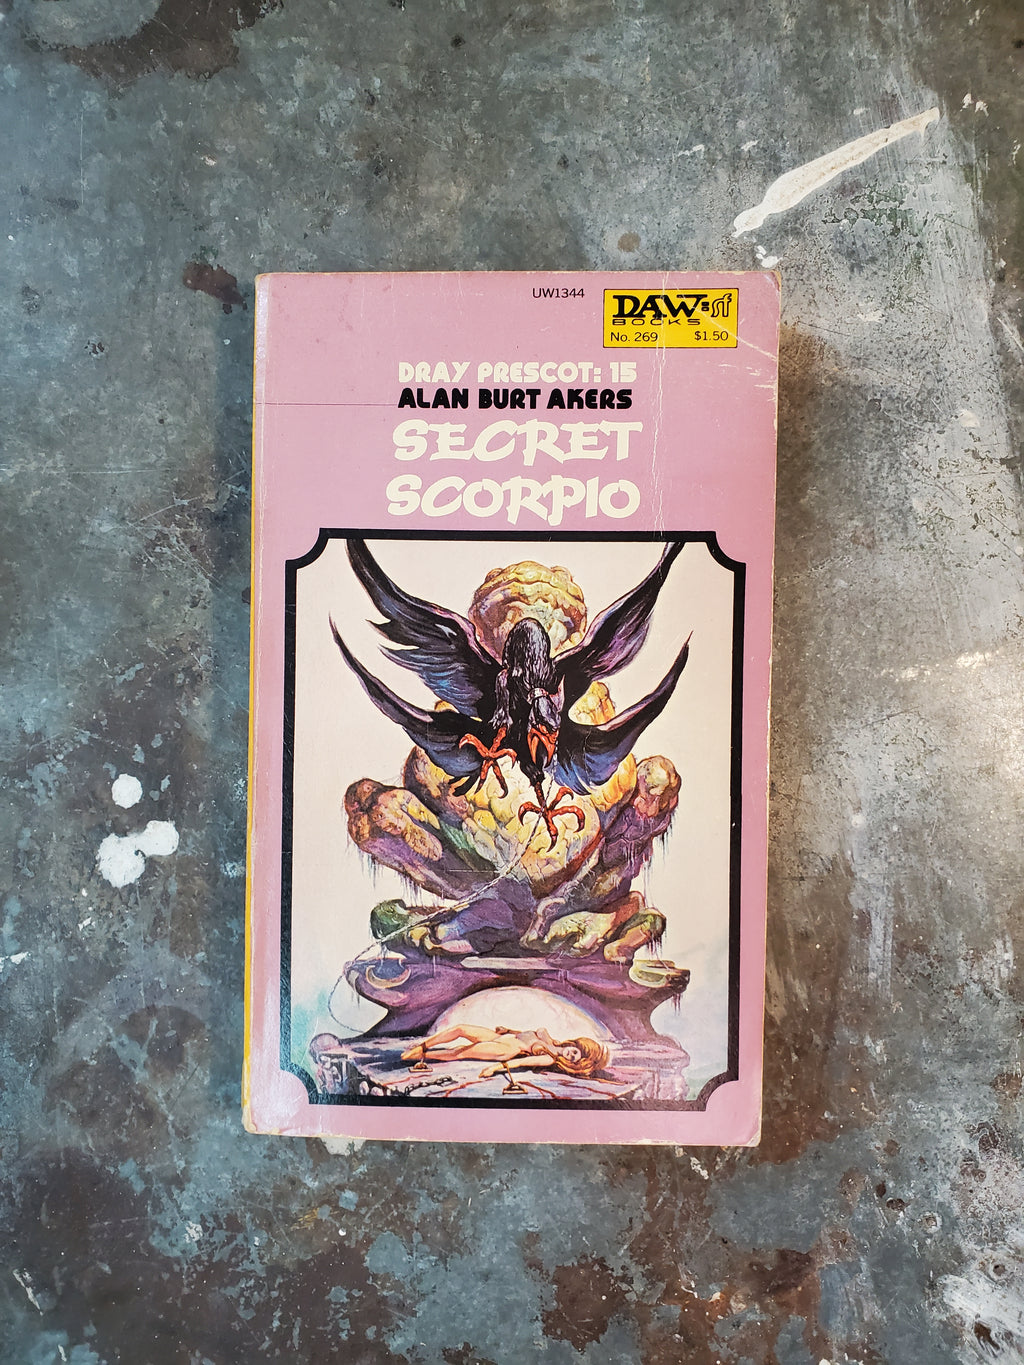 UW1344
DAW=sf
BOOKS
No. 269 $1.50
DRAY PRESCOT: 15
ALAN BURT AKERS
SECRET
SCORPIO